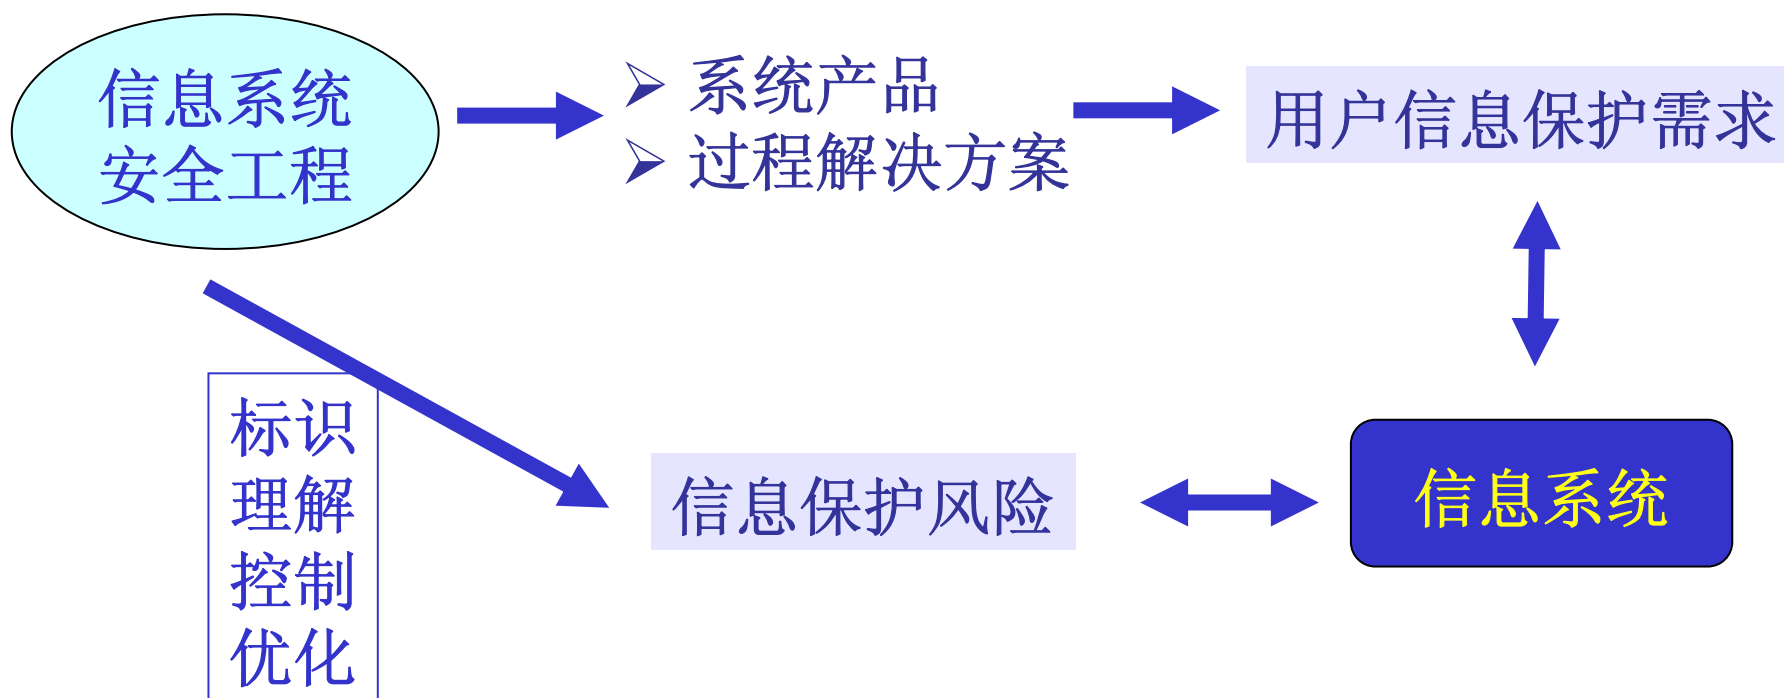 信息系统
安全工程
系统产品
过程解决方案
用户信息保护需求
标识
理解
控制
优化
信息保护风险
信息系统